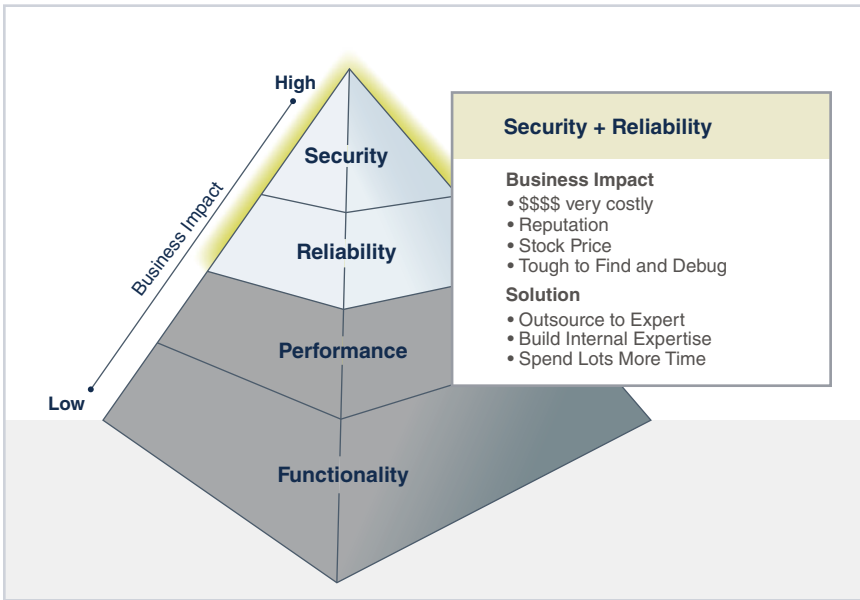 High
Business Impact
Low
Security
Reliability
Performance
Functionality
Security + Reliability
Business Impact
• $$$$ very costly
• Reputation
• Stock Price
• Tough to Find and Debug
Solution
• Outsource to Expert
• Build Internal Expertise
• Spend Lots More Time